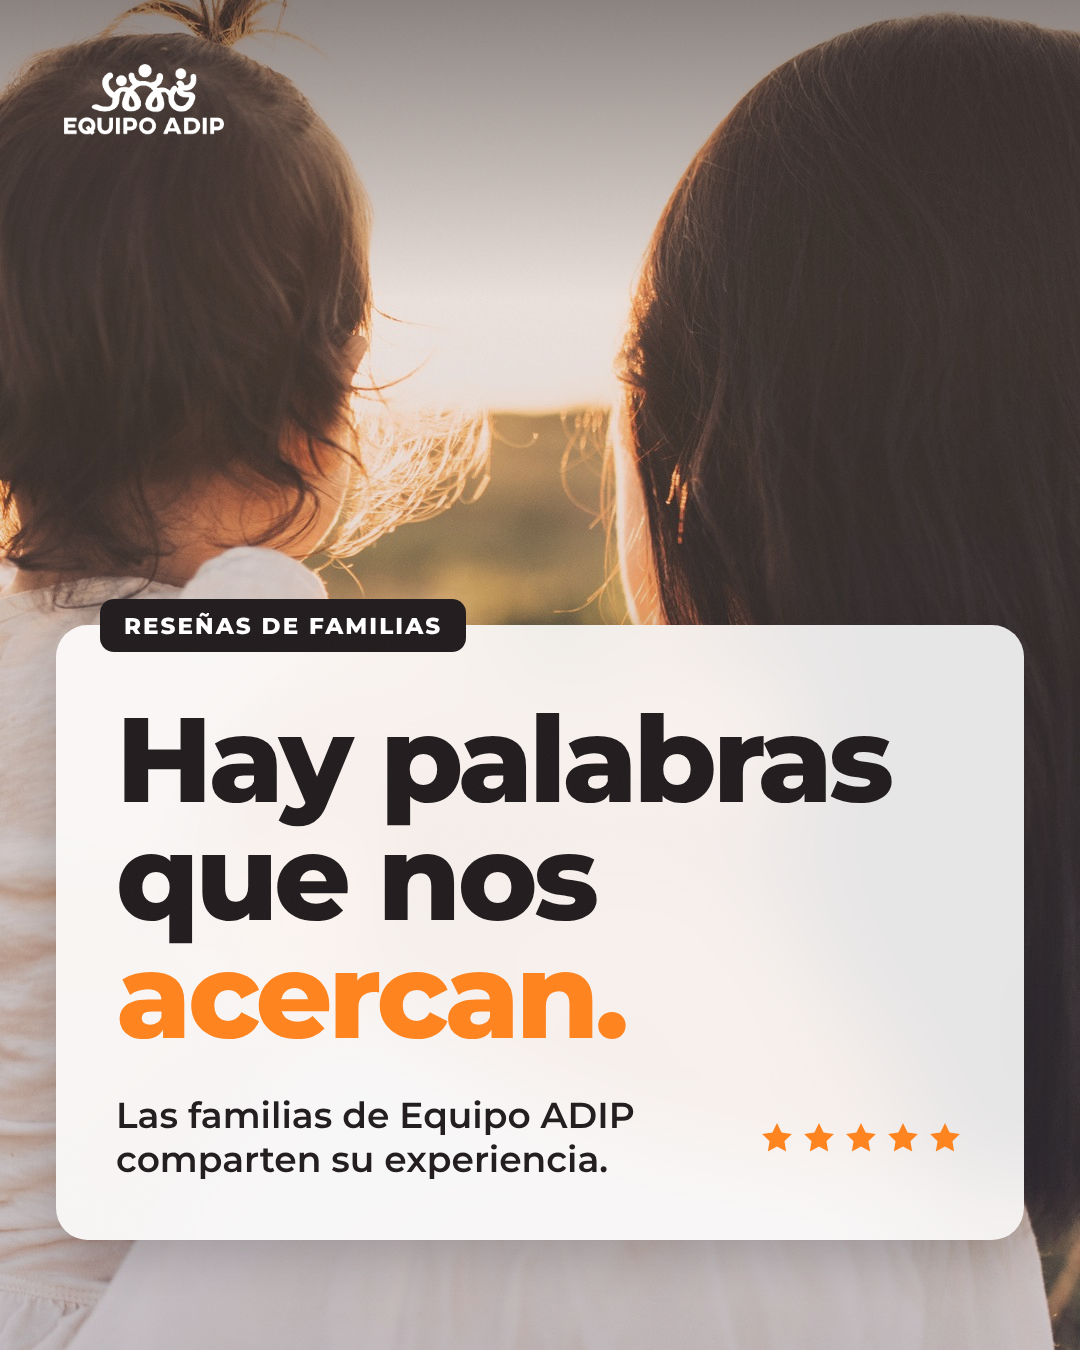 EQUIPO ADIP
RESEÑAS DE FAMILIAS
Hay palabras
que nos
acercan.
Las familias de Equipo ADIP
comparten su experiencia.